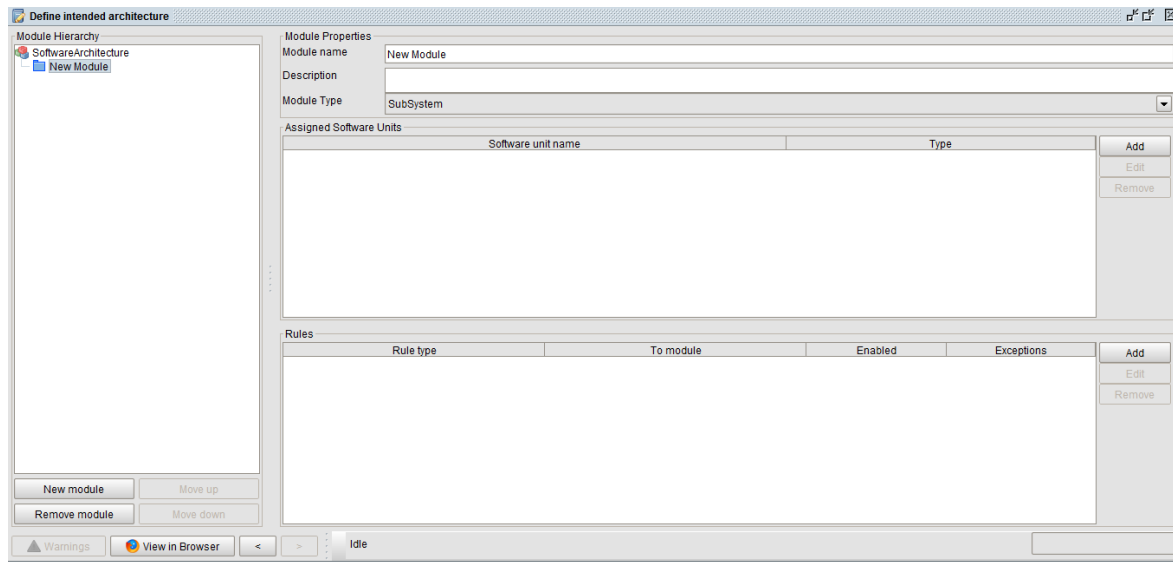 Define intended architecture
Module Hierarchy
SoftwareArchitecture
New Module
New module
Move up
Remove module
Move down
Module Properties
Module name
New Module
Description
Module Type
SubSystem
Assigned Software Units
Software unit name
Type
Add
Edit
Remove
Rules
Rule type
To module
Enabled
Exceptions
Add
Edit
Remove
Warnings
View in Browser
<
>
Idle